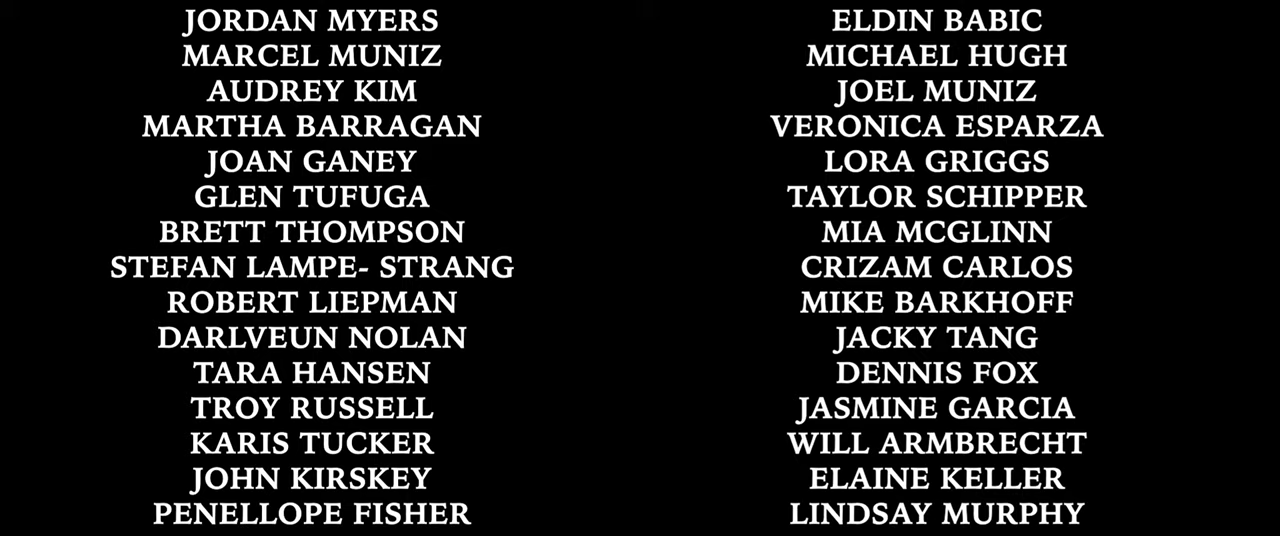 JORDAN MYERS
MARCEL MUNIZ
AUDREY KIM
MARTHA BARRAGAN
JOAN GANEY
GLEN TUFUGA
BRETT THOMPSON
STEFAN LAMPE- STRANG
ROBERT LIEPMAN
DARLVEUN NOLAN
TARA HANSEN
TROY RUSSELL
KARIS TUCKER
JOHN KIRSKEY
PENELLOPE FISHER
ELDIN BABIC
MICHAEL HUGH
JOEL MUNIZ
VERONICA ESPARZA
LORA GRIGGS
TAYLOR SCHIPPER
MIA MCGLINN
CRIZAM CARLOS
MIKE BARKHOFF
JACKY TANG
DENNIS FOX
JASMINE GARCIA
WILL ARMBRECHT
ELAINE KELLER
LINDSAY MURPHY